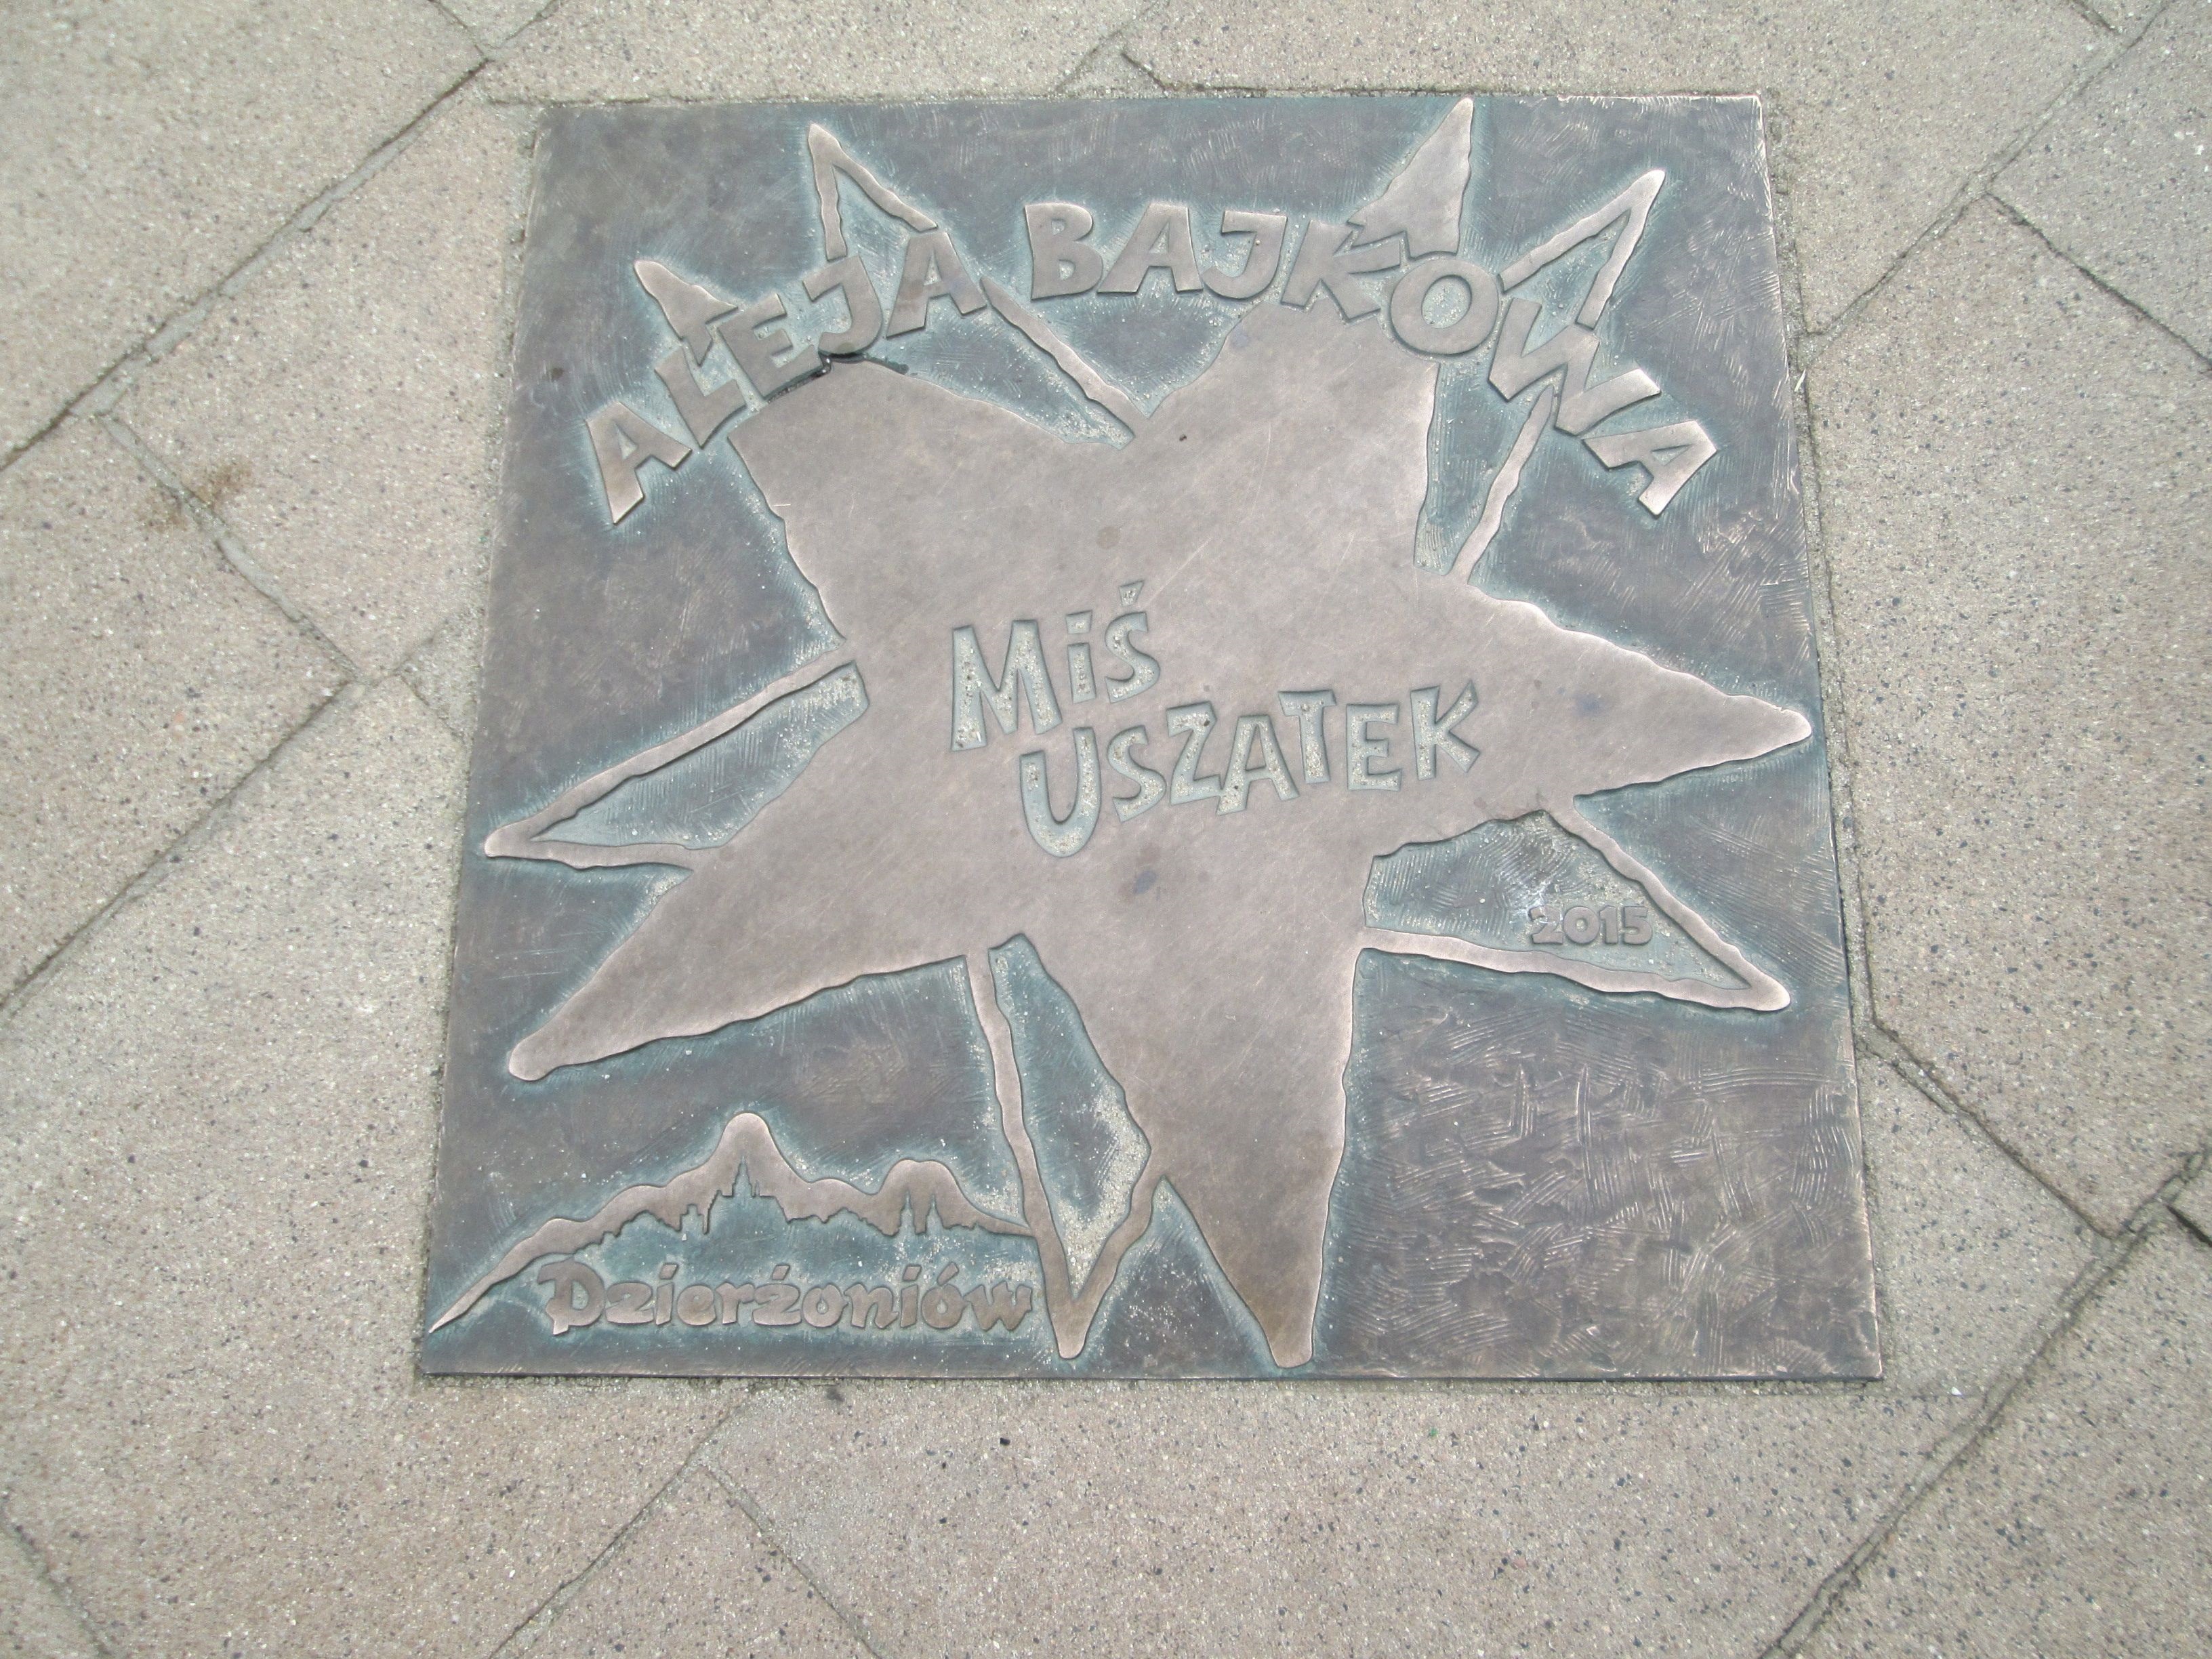 ALEJA BAJKOWA
Miś
USZATEK
2015
Dzierżoniów